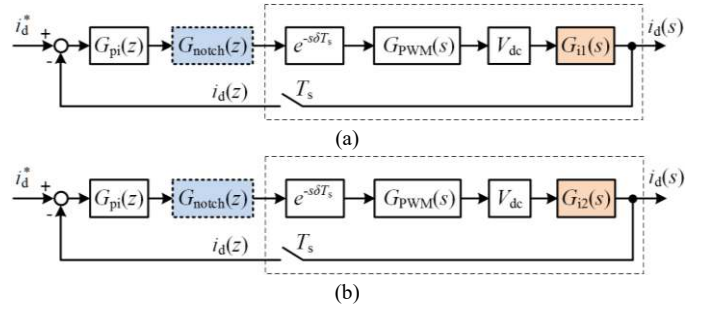 i*d + - Gpi(z) Gnotch(z) e-sδTs GPWM(s) Vdc Gi1(s) id(s)
id(z) Ts
(a)
i*d + - Gpi(z) Gnotch(z) e-sδTs GPWM(s) Vdc Gi2(s) id(s)
id(z) Ts
(b)